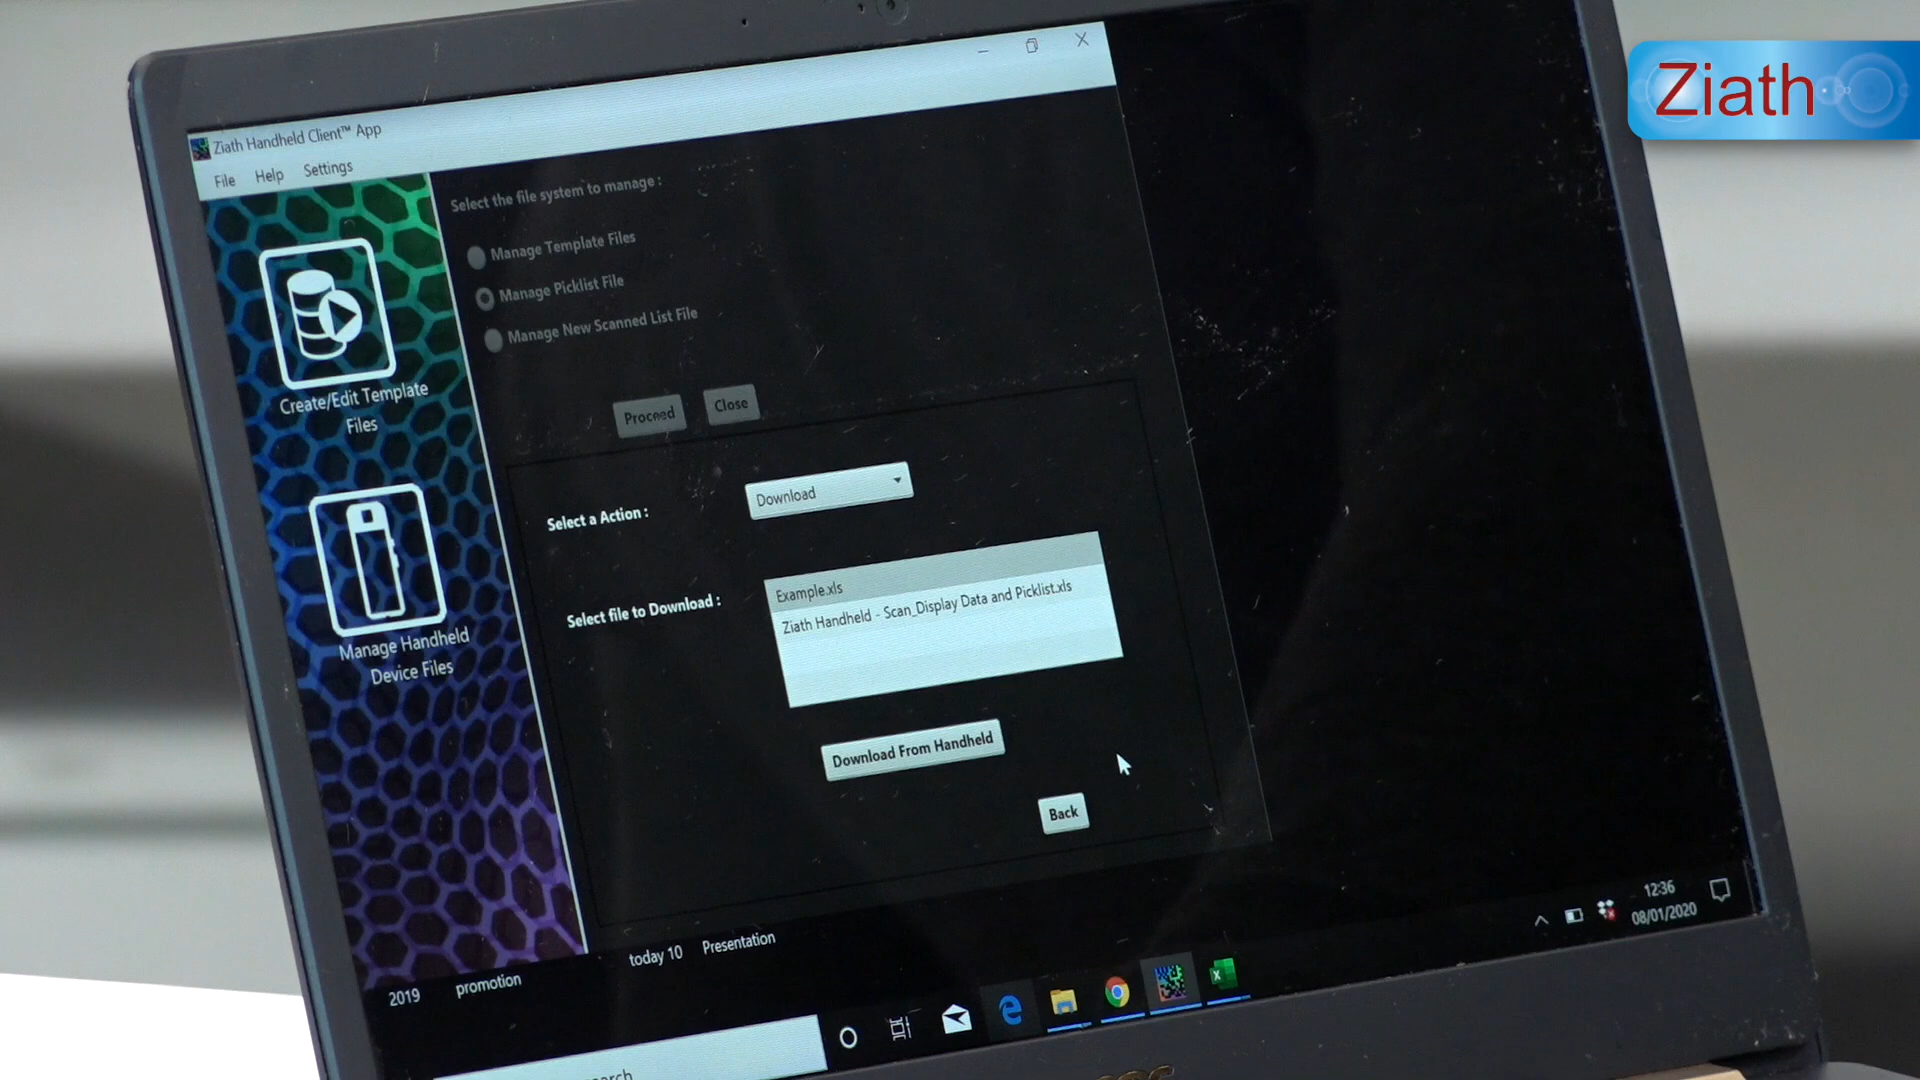 Ziath
Ziath Handheld Client™ App
File Help Settings
Select the file system to manage :
Manage Template Files
Manage Picklist File
Manage New Scanned List File
Proceed Close
Create/Edit Template
Files
Manage Handheld
Device Files
Select a Action :
Download
Select file to Download :
Example.xls
Ziath Handheld - Scan_Display Data and Picklist.xls
Download From Handheld
Back
2019 promotion today 10 Presentation
12:36
08/01/2020